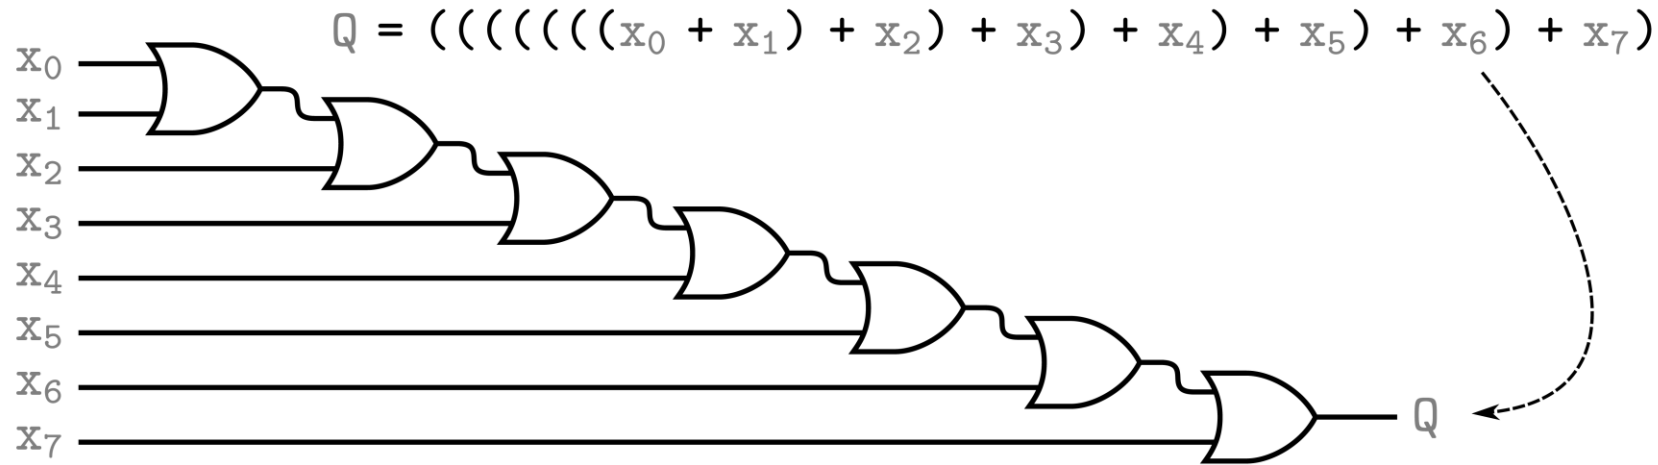 Q = (((((((x₀ + x₁) + x₂) + x₃) + x₄) + x₅) + x₆) + x₇)
x₀
x₁
x₂
x₃
x₄
x₅
x₆
x₇
Q